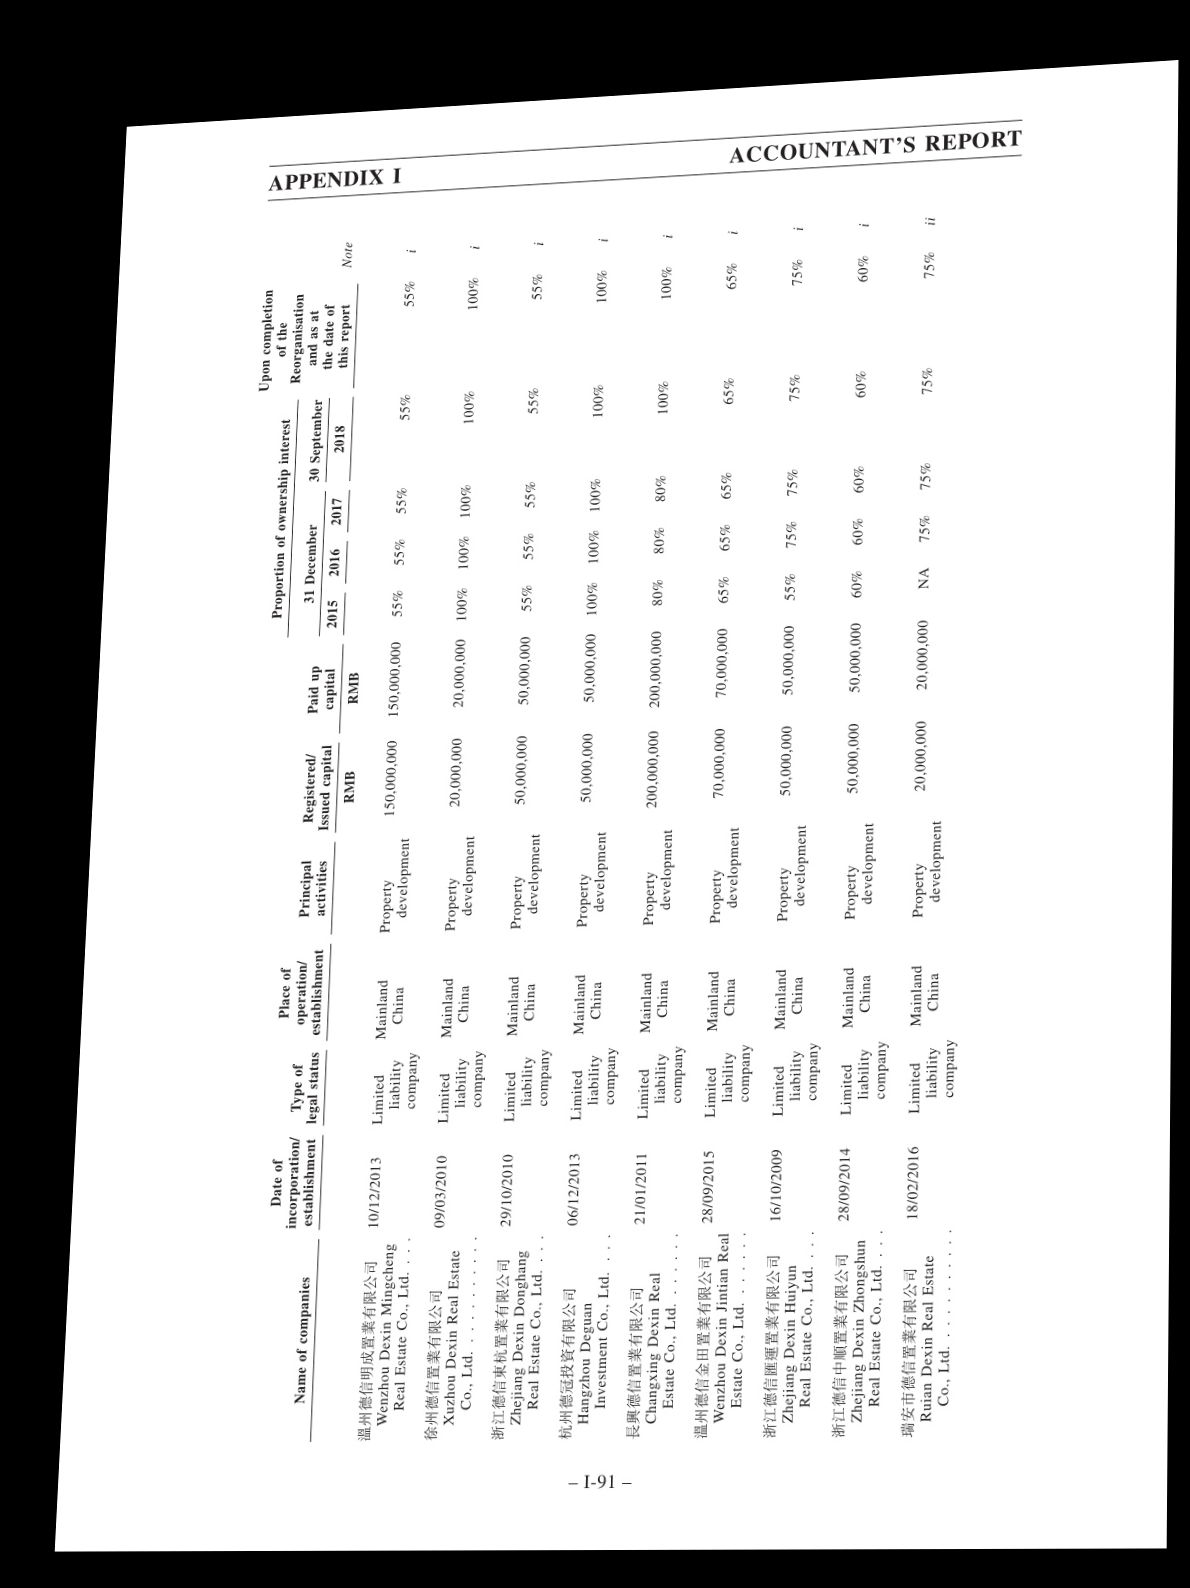 APPENDIX I
ACCOUNTANT’S REPORT
Proportion of ownership interest
Upon completion
of the
Reorganisation
and as at
the date of
this report
Name of companies
Date of
incorporation/
establishment
Type of
legal status
Place of
operation/
establishment
Principal
activities
Registered/
Issued capital
Paid up
capital
31 December
30 September
2015 2016 2017 2018
Note
RMB RMB
溫州德信明成置業有限公司
Wenzhou Dexin Mingcheng
Real Estate Co., Ltd. . . . 10/12/2013 Limited
liability
company
Mainland
China
Property
development
150,000,000 150,000,000 55% 55% 55% 55% 55% i
徐州德信置業有限公司
Xuzhou Dexin Real Estate
Co., Ltd. . . . . . . . . . . 09/03/2010 Limited
liability
company
Mainland
China
Property
development
20,000,000 20,000,000 100% 100% 100% 100% 100% i
浙江德信東杭置業有限公司
Zhejiang Dexin Donghang
Real Estate Co., Ltd. . . . 29/10/2010 Limited
liability
company
Mainland
China
Property
development
50,000,000 50,000,000 55% 55% 55% 55% 55% i
杭州德冠投資有限公司
Hangzhou Deguan
Investment Co., Ltd. . . . 06/12/2013 Limited
liability
company
Mainland
China
Property
development
50,000,000 50,000,000 100% 100% 100% 100% 100% i
長興德信置業有限公司
Changxing Dexin Real
Estate Co., Ltd. . . . . . . 21/01/2011 Limited
liability
company
Mainland
China
Property
development
200,000,000 200,000,000 80% 80% 80% 100% 100% i
溫州德信金田置業有限公司
Wenzhou Dexin Jintian Real
Estate Co., Ltd. . . . . . . 28/09/2015 Limited
liability
company
Mainland
China
Property
development
70,000,000 70,000,000 65% 65% 65% 65% 65% i
浙江德信匯運置業有限公司
Zhejiang Dexin Huiyun
Real Estate Co., Ltd. . . . 16/10/2009 Limited
liability
company
Mainland
China
Property
development
50,000,000 50,000,000 55% 75% 75% 75% 75% i
浙江德信中順置業有限公司
Zhejiang Dexin Zhongshun
Real Estate Co., Ltd. . . . 28/09/2014 Limited
liability
company
Mainland
China
Property
development
50,000,000 50,000,000 60% 60% 60% 60% 60% i
瑞安市德信置業有限公司
Ruian Dexin Real Estate
Co., Ltd. . . . . . . . . . . 18/02/2016 Limited
liability
company
Mainland
China
Property
development
20,000,000 20,000,000 NA 75% 75% 75% 75% ii
– I-91 –